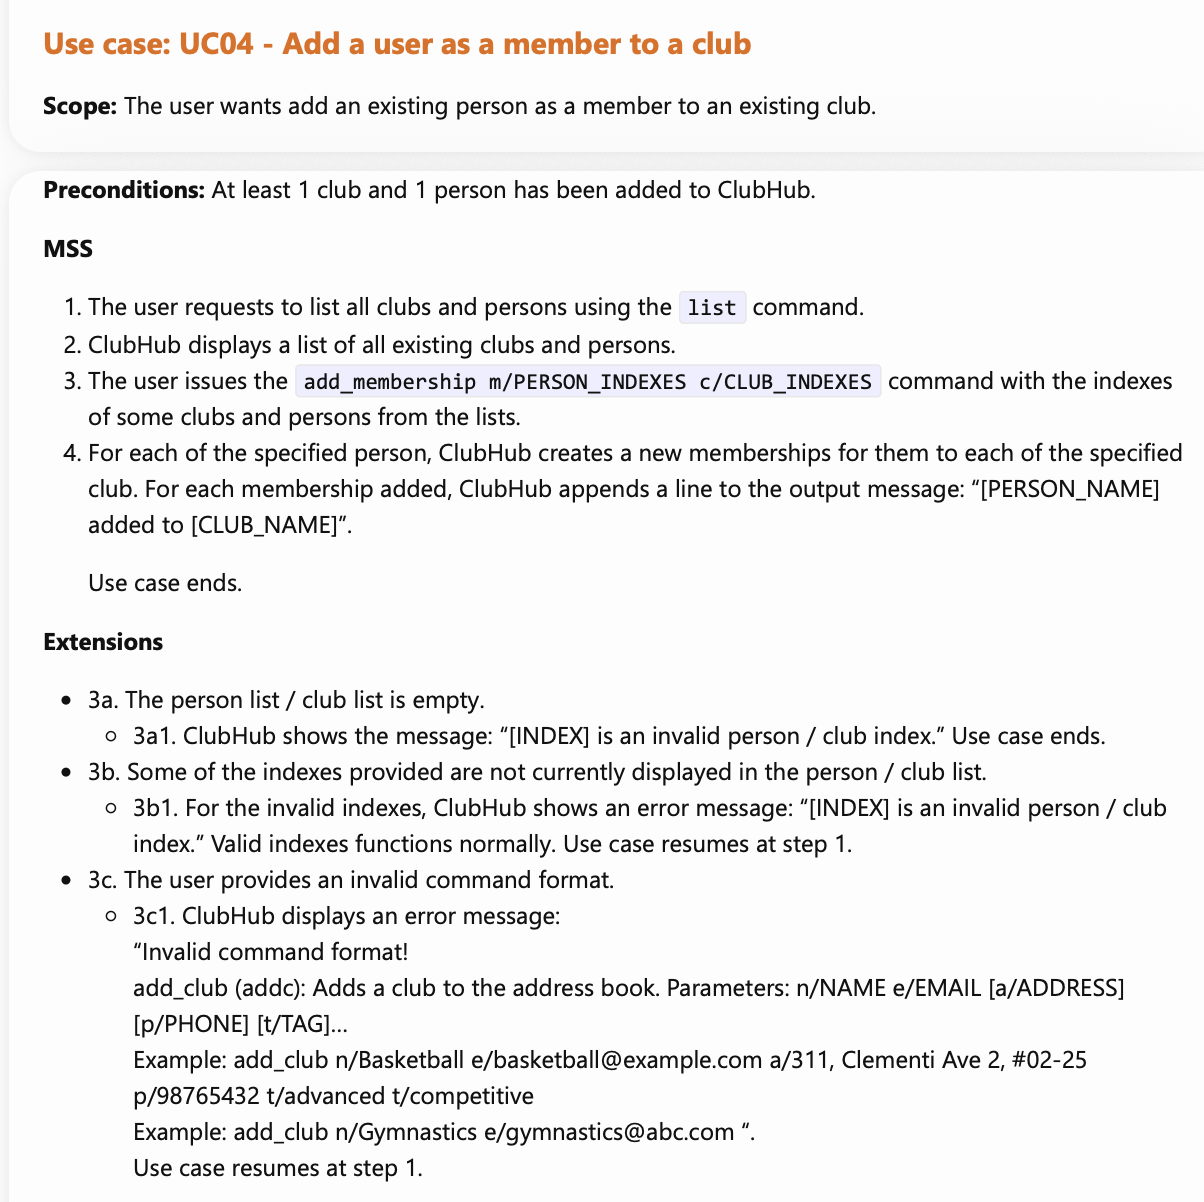 Use case: UC04 - Add a user as a member to a club
Scope: The user wants add an existing person as a member to an existing club.
Preconditions: At least 1 club and 1 person has been added to ClubHub.
MSS
1. The user requests to list all clubs and persons using the list command.
2. ClubHub displays a list of all existing clubs and persons.
3. The user issues the add_membership m/PERSON_INDEXES c/CLUB_INDEXES command with the indexes
of some clubs and persons from the lists.
4. For each of the specified person, ClubHub creates a new memberships for them to each of the specified
club. For each membership added, ClubHub appends a line to the output message: “[PERSON_NAME]
added to [CLUB_NAME]”.
Use case ends.
Extensions
• 3a. The person list / club list is empty.
○ 3a1. ClubHub shows the message: “[INDEX] is an invalid person / club index.” Use case ends.
• 3b. Some of the indexes provided are not currently displayed in the person / club list.
○ 3b1. For the invalid indexes, ClubHub shows an error message: “[INDEX] is an invalid person / club
index.” Valid indexes functions normally. Use case resumes at step 1.
• 3c. The user provides an invalid command format.
○ 3c1. ClubHub displays an error message:
“Invalid command format!
add_club (addc): Adds a club to the address book. Parameters: n/NAME e/EMAIL [a/ADDRESS]
[p/PHONE] [t/TAG]…
Example: add_club n/Basketball e/basketball@example.com a/311, Clementi Ave 2, #02-25
p/98765432 t/advanced t/competitive
Example: add_club n/Gymnastics e/gymnastics@abc.com “.
Use case resumes at step 1.